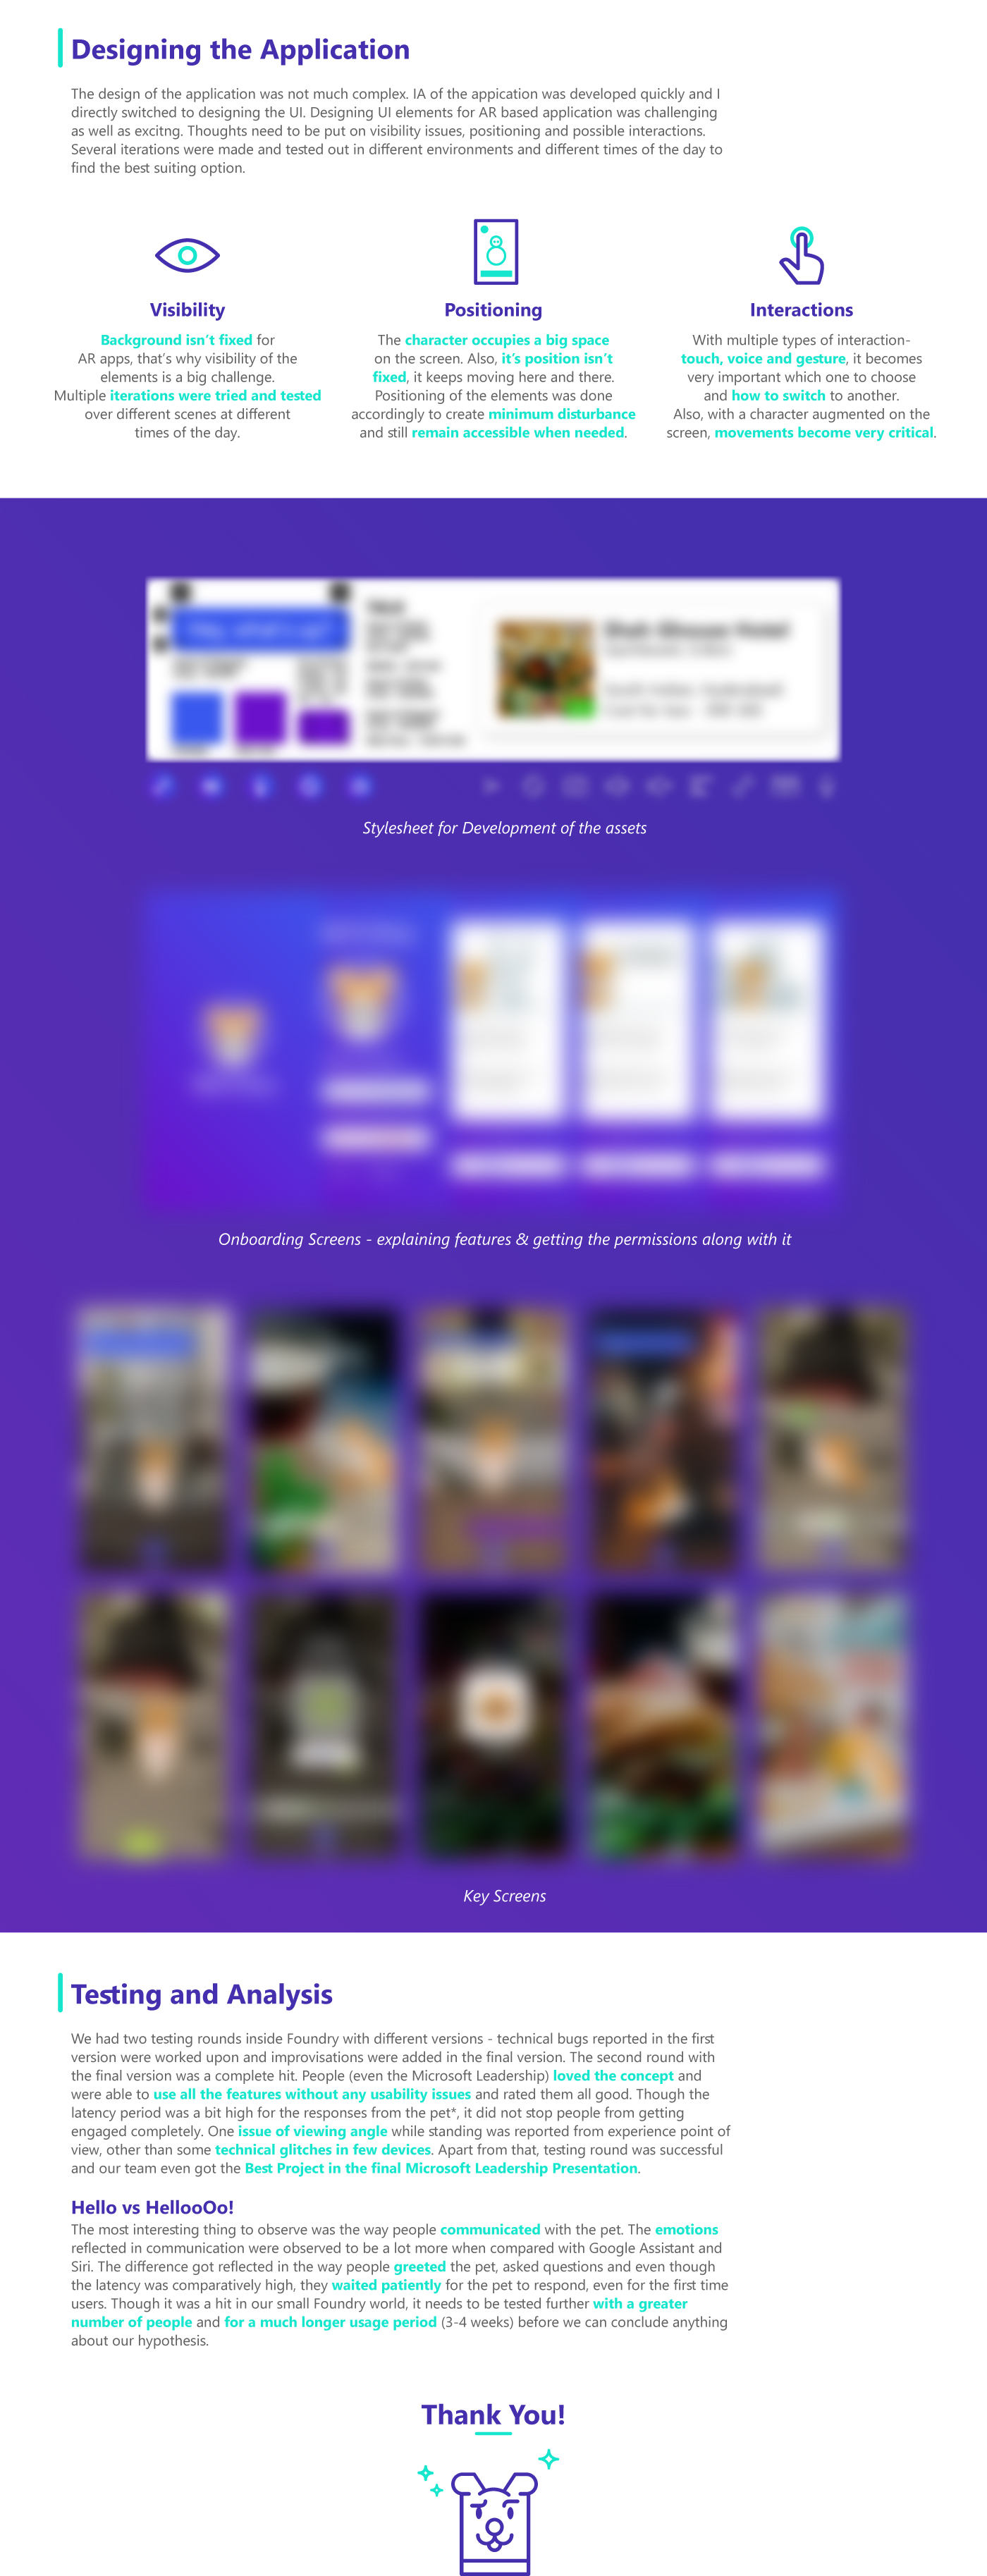 Designing the Application
The design of the application was not much complex. IA of the appication was developed quickly and I
directly switched to designing the UI. Designing UI elements for AR based application was challenging
as well as excitng. Thoughts need to be put on visibility issues, positioning and possible interactions.
Several iterations were made and tested out in different environments and different times of the day to
find the best suiting option.
Visibility
Background isn't fixed for
AR apps, that's why visibility of the
elements is a big challenge.
Multiple iterations were tried and tested
over different scenes at different
times of the day.
Positioning
The character occupies a big space
on the screen. Also, it's position isn't
fixed, it keeps moving here and there.
Positioning of the elements was done
accordingly to create minimum disturbance
and still remain accessible when needed.
Interactions
With multiple types of interaction-
touch, voice and gesture, it becomes
very important which one to choose
and how to switch to another.
Also, with a character augmented on the
screen, movements become very critical.
Stylesheet for Development of the assets
Onboarding Screens - explaining features & getting the permissions along with it
Key Screens
Testing and Analysis
We had two testing rounds inside Foundry with different versions - technical bugs reported in the first
version were worked upon and improvisations were added in the final version. The second round with
the final version was a complete hit. People (even the Microsoft Leadership) loved the concept and
were able to use all the features without any usability issues and rated them all good. Though the
latency period was a bit high for the responses from the pet*, it did not stop people from getting
engaged completely. One issue of viewing angle while standing was reported from experience point of
view, other than some technical glitches in few devices. Apart from that, testing round was successful
and our team even got the Best Project in the final Microsoft Leadership Presentation.
Hello vs HellooOo!
The most interesting thing to observe was the way people communicated with the pet. The emotions
reflected in communication were observed to be a lot more when compared with Google Assistant and
Siri. The difference got reflected in the way people greeted the pet, asked questions and even though
the latency was comparatively high, they waited patiently for the pet to respond, even for the first time
users. Though it was a hit in our small Foundry world, it needs to be tested further with a greater
number of people and for a much longer usage period (3-4 weeks) before we can conclude anything
about our hypothesis.
Thank You!